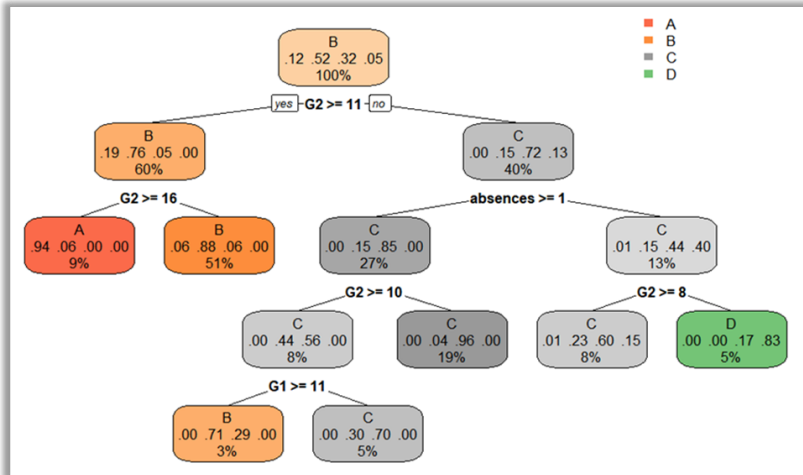 A
B
C
D
B
.12 .52 .32 .05
100%
yes G2 >= 11 no
B
.19 .76 .05 .00
60%
C
.00 .15 .72 .13
40%
G2 >= 16
absences >= 1
A
.94 .06 .00 .00
9%
B
.06 .88 .06 .00
51%
C
.00 .15 .85 .00
27%
C
.01 .15 .44 .40
13%
G2 >= 10
G2 >= 8
C
.00 .44 .56 .00
8%
C
.00 .04 .96 .00
19%
C
.01 .23 .60 .15
8%
D
.00 .00 .17 .83
5%
G1 >= 11
B
.00 .71 .29 .00
3%
C
.00 .30 .70 .00
5%